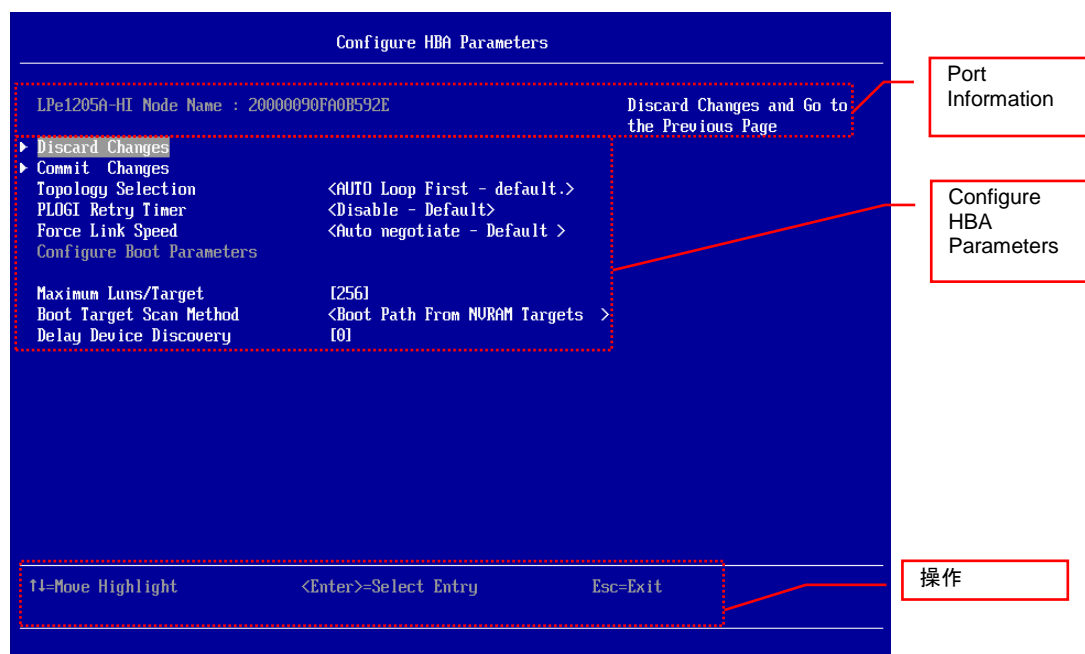 Configure HBA Parameters
LPe1205A-HI Node Name : 20000090FA0B592E
Discard Changes and Go to
the Previous Page
Discard Changes
Commit Changes
Topology Selection <AUTO Loop First - default.>
PLOGI Retry Timer <Disable - Default>
Force Link Speed <Auto negotiate - Default >
Configure Boot Parameters
Maximum Luns/Target [256]
Boot Target Scan Method <Boot Path From NVRAM Targets >
Delay Device Discovery [0]
↑↓=Move Highlight <Enter>=Select Entry Esc=Exit
Port
Information
Configure
HBA
Parameters
操作